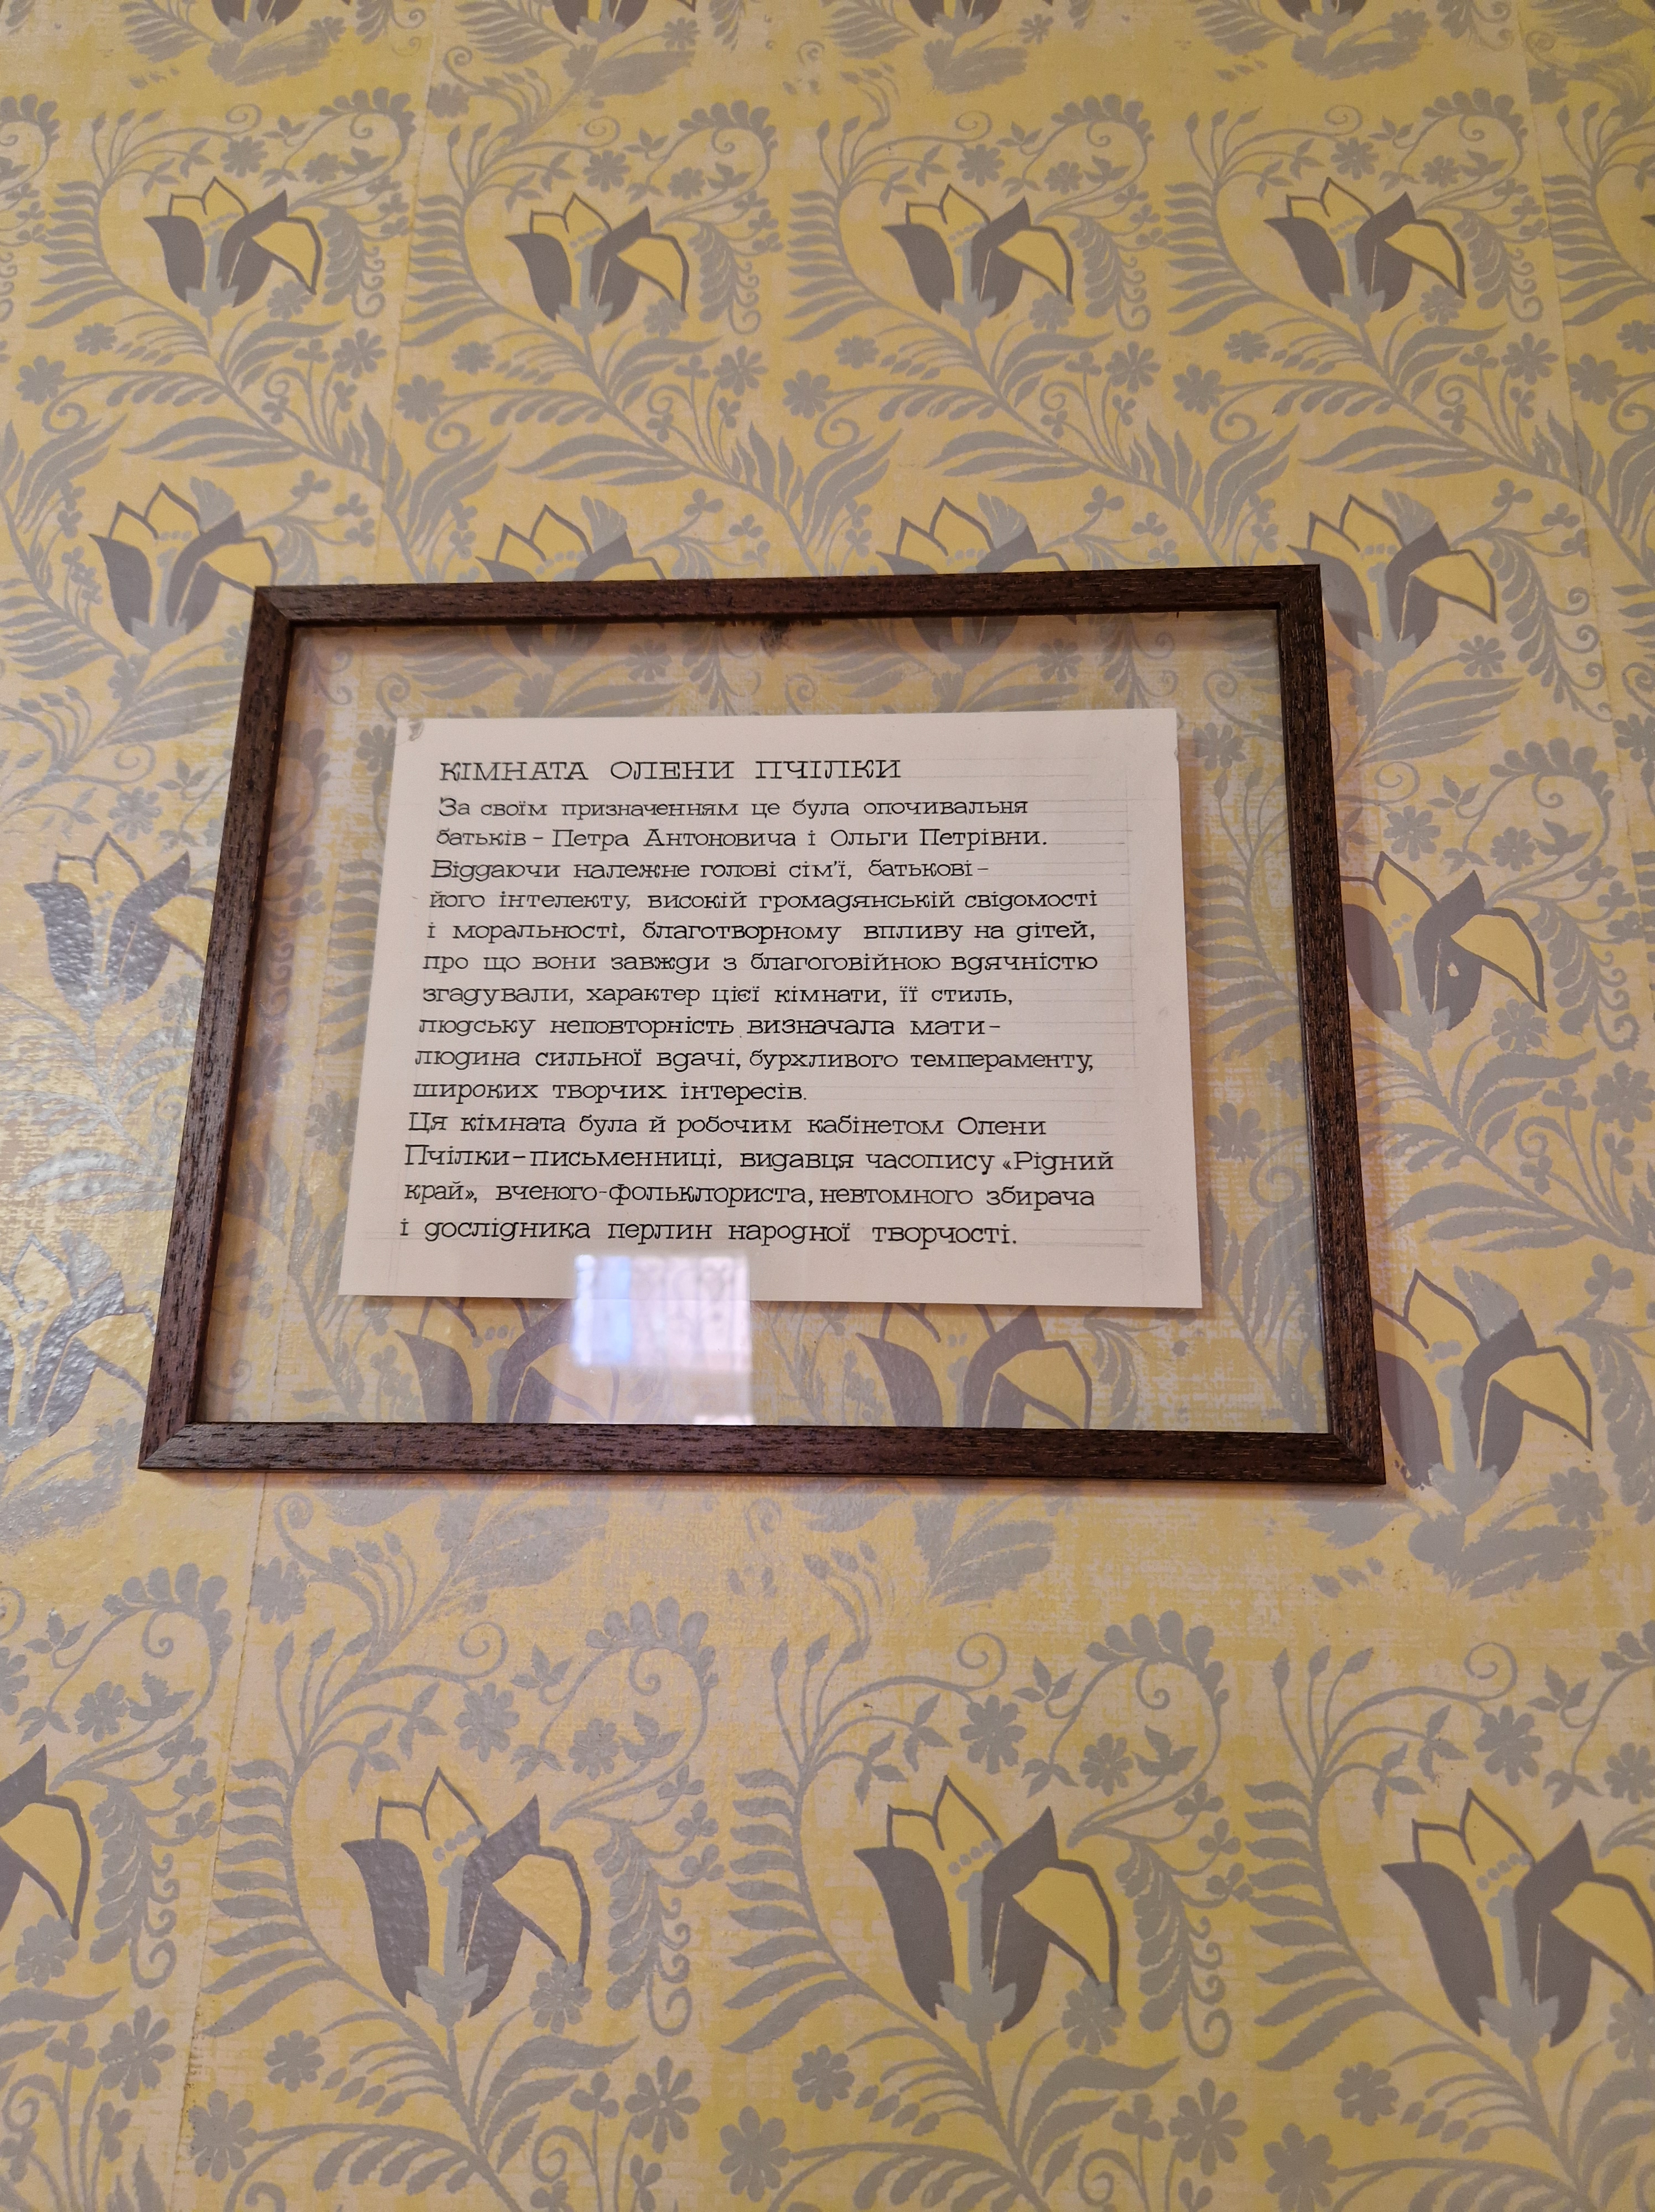 КІМНАТА ОЛЕНИ ПЧІЛКИ
За своїм призначенням це була опочивальня
батьків – Петра Антоновича і Ольги Петрівни.
Віддаючи належне голові сім'ї, батькові –
його інтелекту, високій громадянській свідомості
і моральності, благотворному впливу на дітей,
про що вони завжди з благоговійною вдячністю
згадували, характер цієї кімнати, її стиль,
людську неповторність визначала мати –
людина сильної вдачі, бурхливого темпераменту,
широких творчих інтересів.
Ця кімната була й робочим кабінетом Олени
Пчілки – письменниці, видавця часопису «Рідний
край», вченого-фольклориста, невтомного збирача
і дослідника перлин народної творчості.